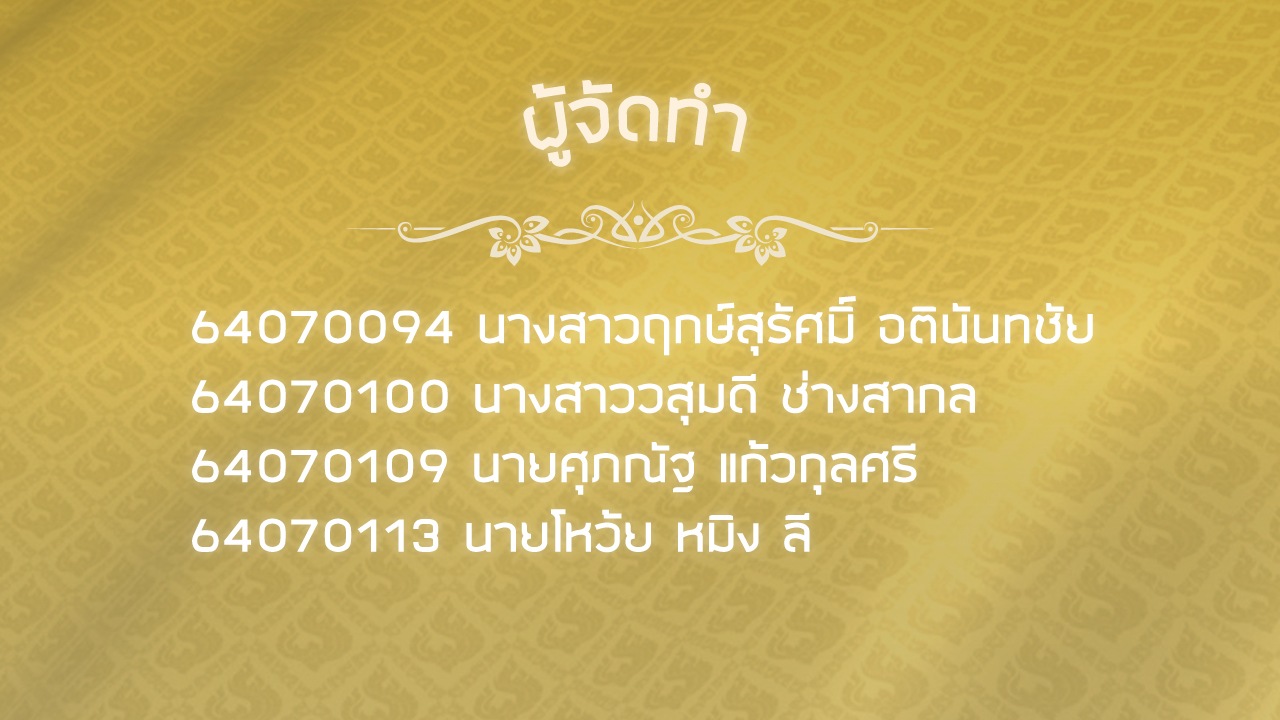 ผู้จัดทำ
64070094 นางสาวฤกษ์สุรัศมิ์ อตินันทชัย
64070100 นางสาววสุมดี ช่างสากล
64070109 นายศุภณัฐ แก้วกุลศรี
64070113 นายโหวัย หมิง ลี